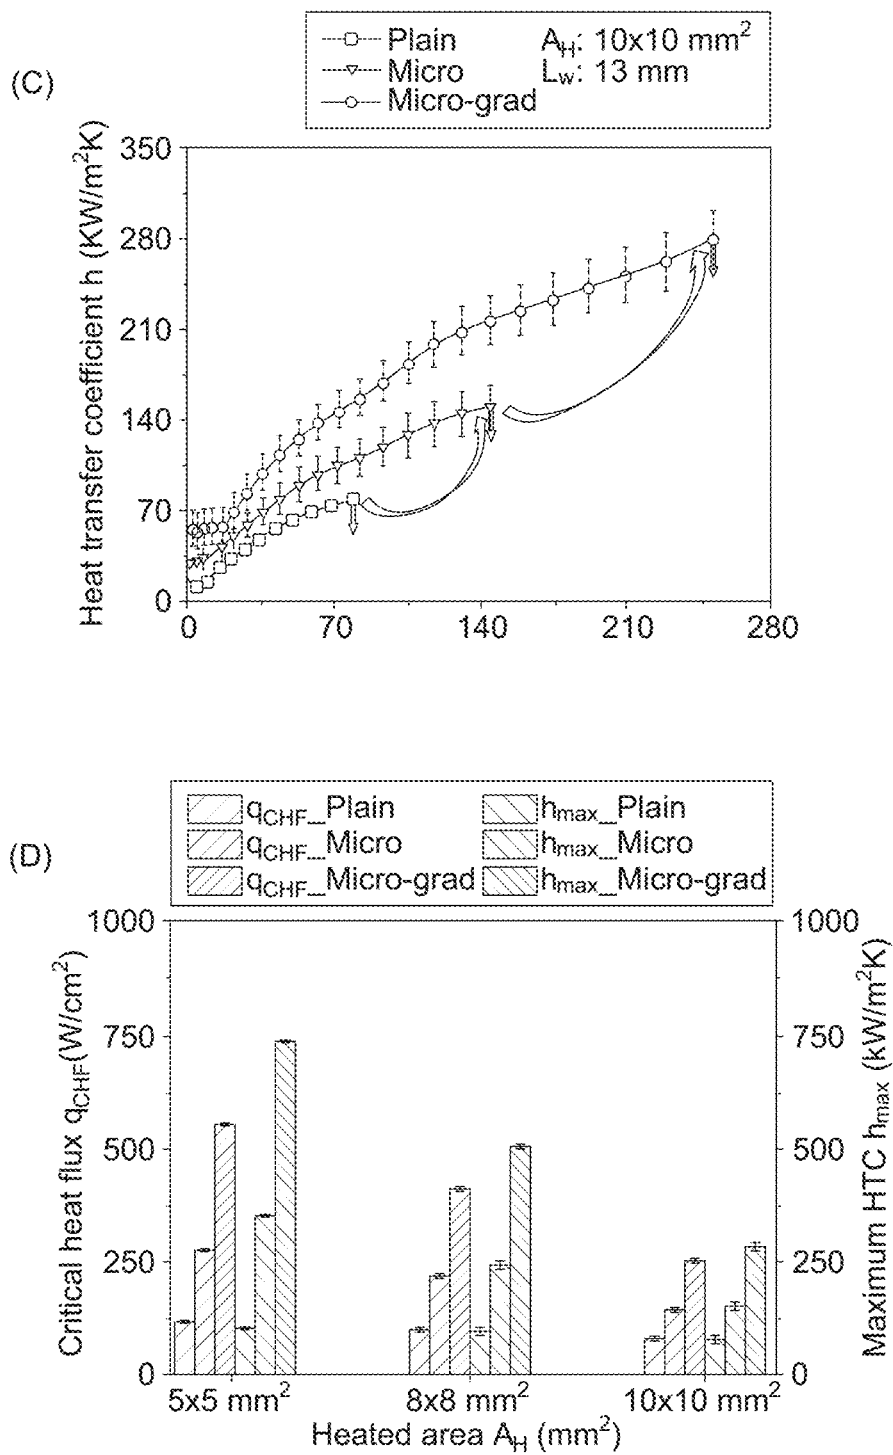 (C)
Plain A_H: 10x10 mm²
Micro L_w: 13 mm
Micro-grad
Heat transfer coefficient h (KW/m²K)
350
280
210
140
70
0
0 70 140 210 280
(D)
q_CHF_Plain h_max_Plain
q_CHF_Micro h_max_Micro
q_CHF_Micro-grad h_max_Micro-grad
Critical heat flux q_CHF(W/cm²)
1000 1000
750 750
500 500
250 250
0 0
Maximum HTC h_max (kW/m²K)
5x5 mm² 8x8 mm² 10x10 mm²
Heated area A_H (mm²)